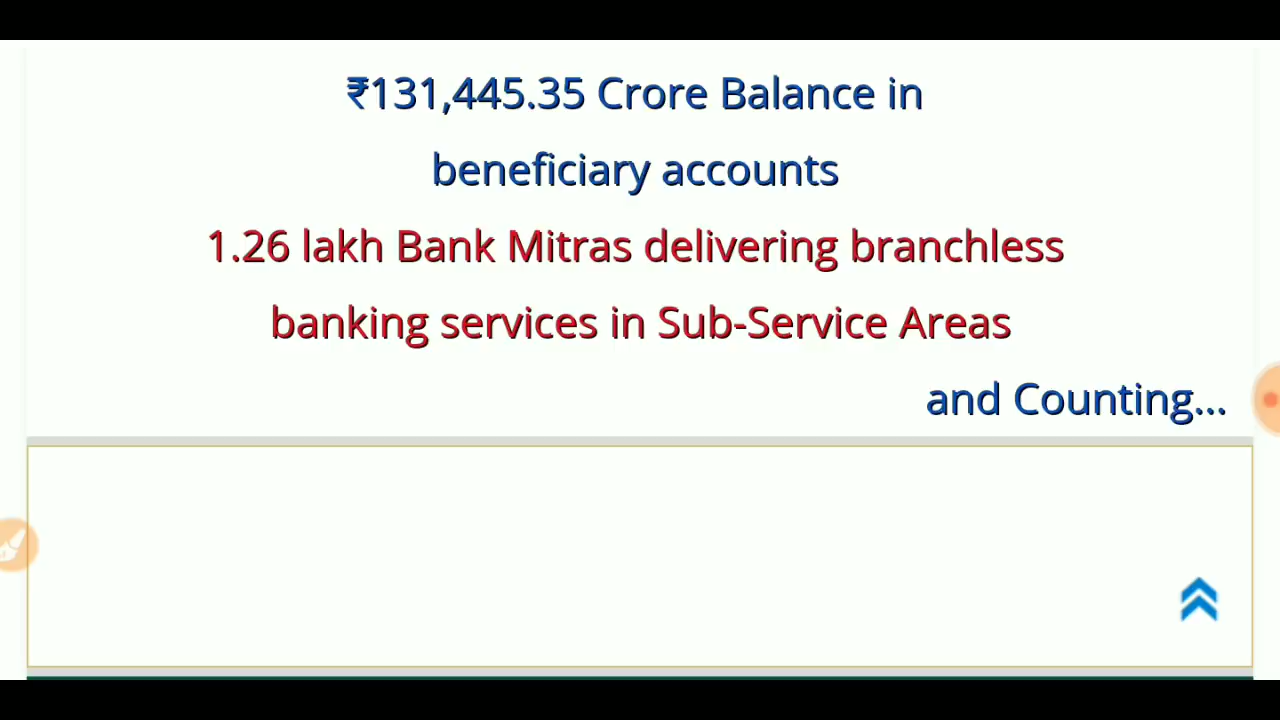 ₹131,445.35 Crore Balance in
beneficiary accounts
1.26 lakh Bank Mitras delivering branchless
banking services in Sub-Service Areas
and Counting...